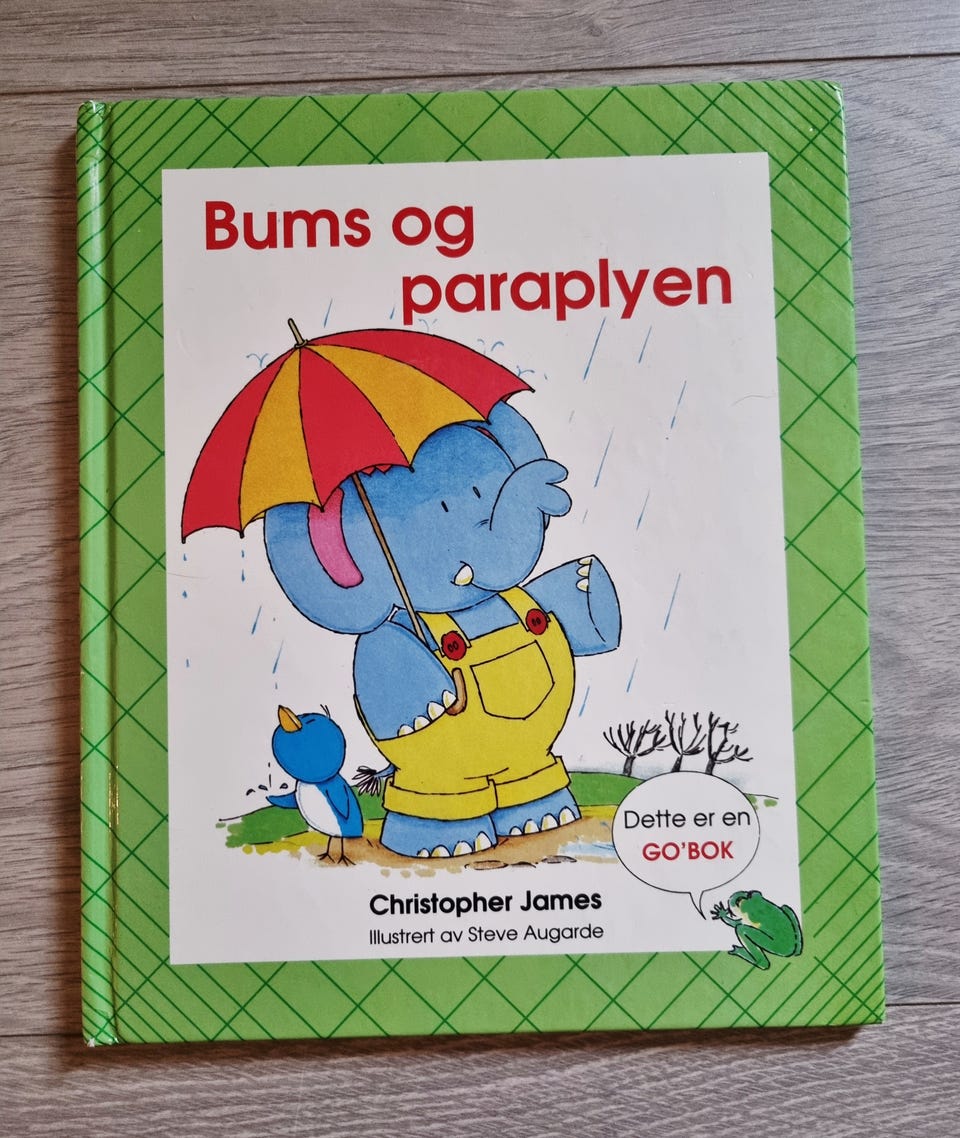 Bums og
paraplyen
Dette er en
GO'BOK
Christopher James
Illustrert av Steve Augarde